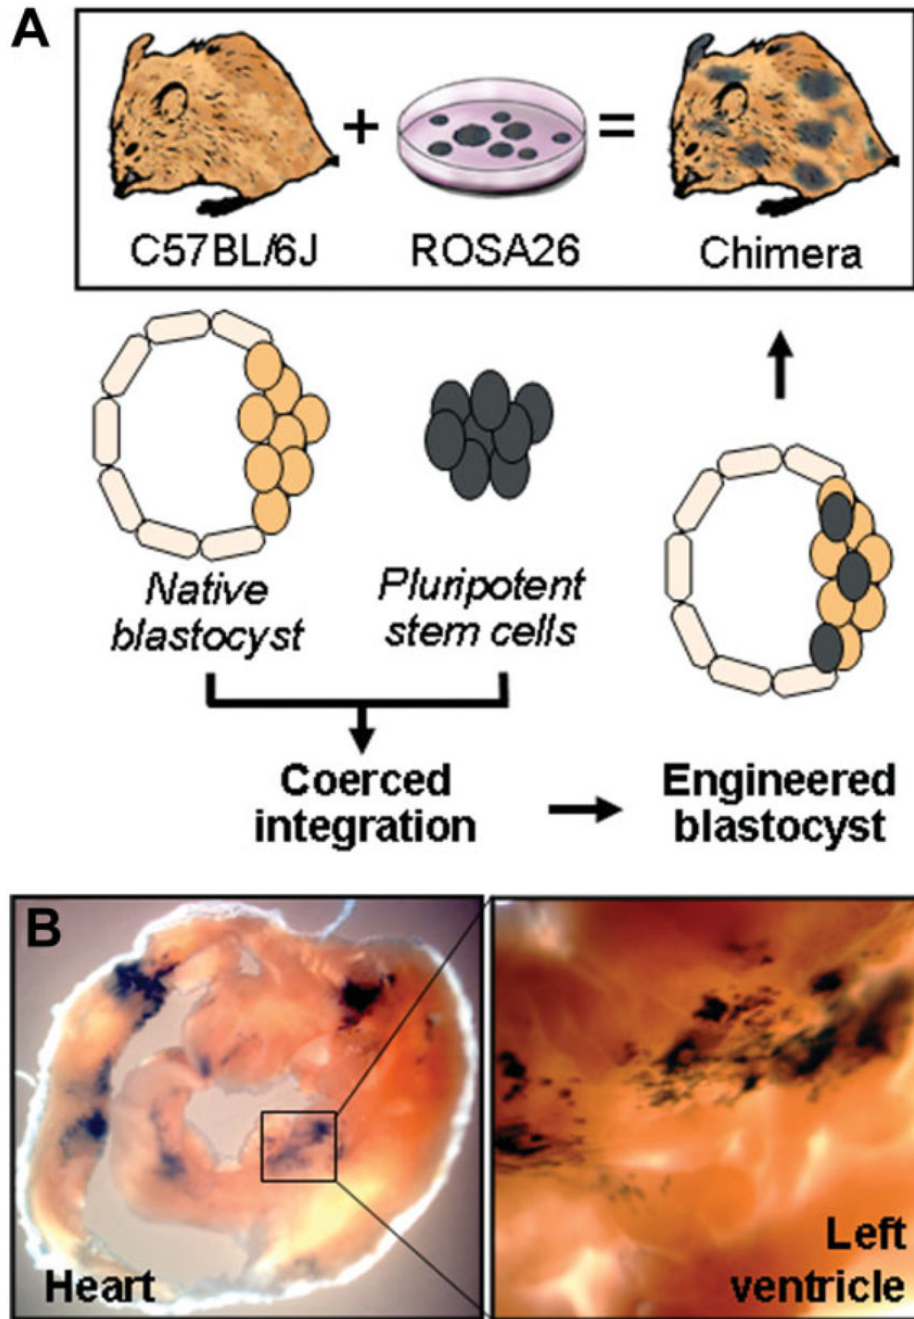 A
+
=
C57BL/6J
ROSA26
Chimera
Native
blastocyst
Pluripotent
stem cells
Coerced
integration
Engineered
blastocyst
B
Heart
Left
ventricle